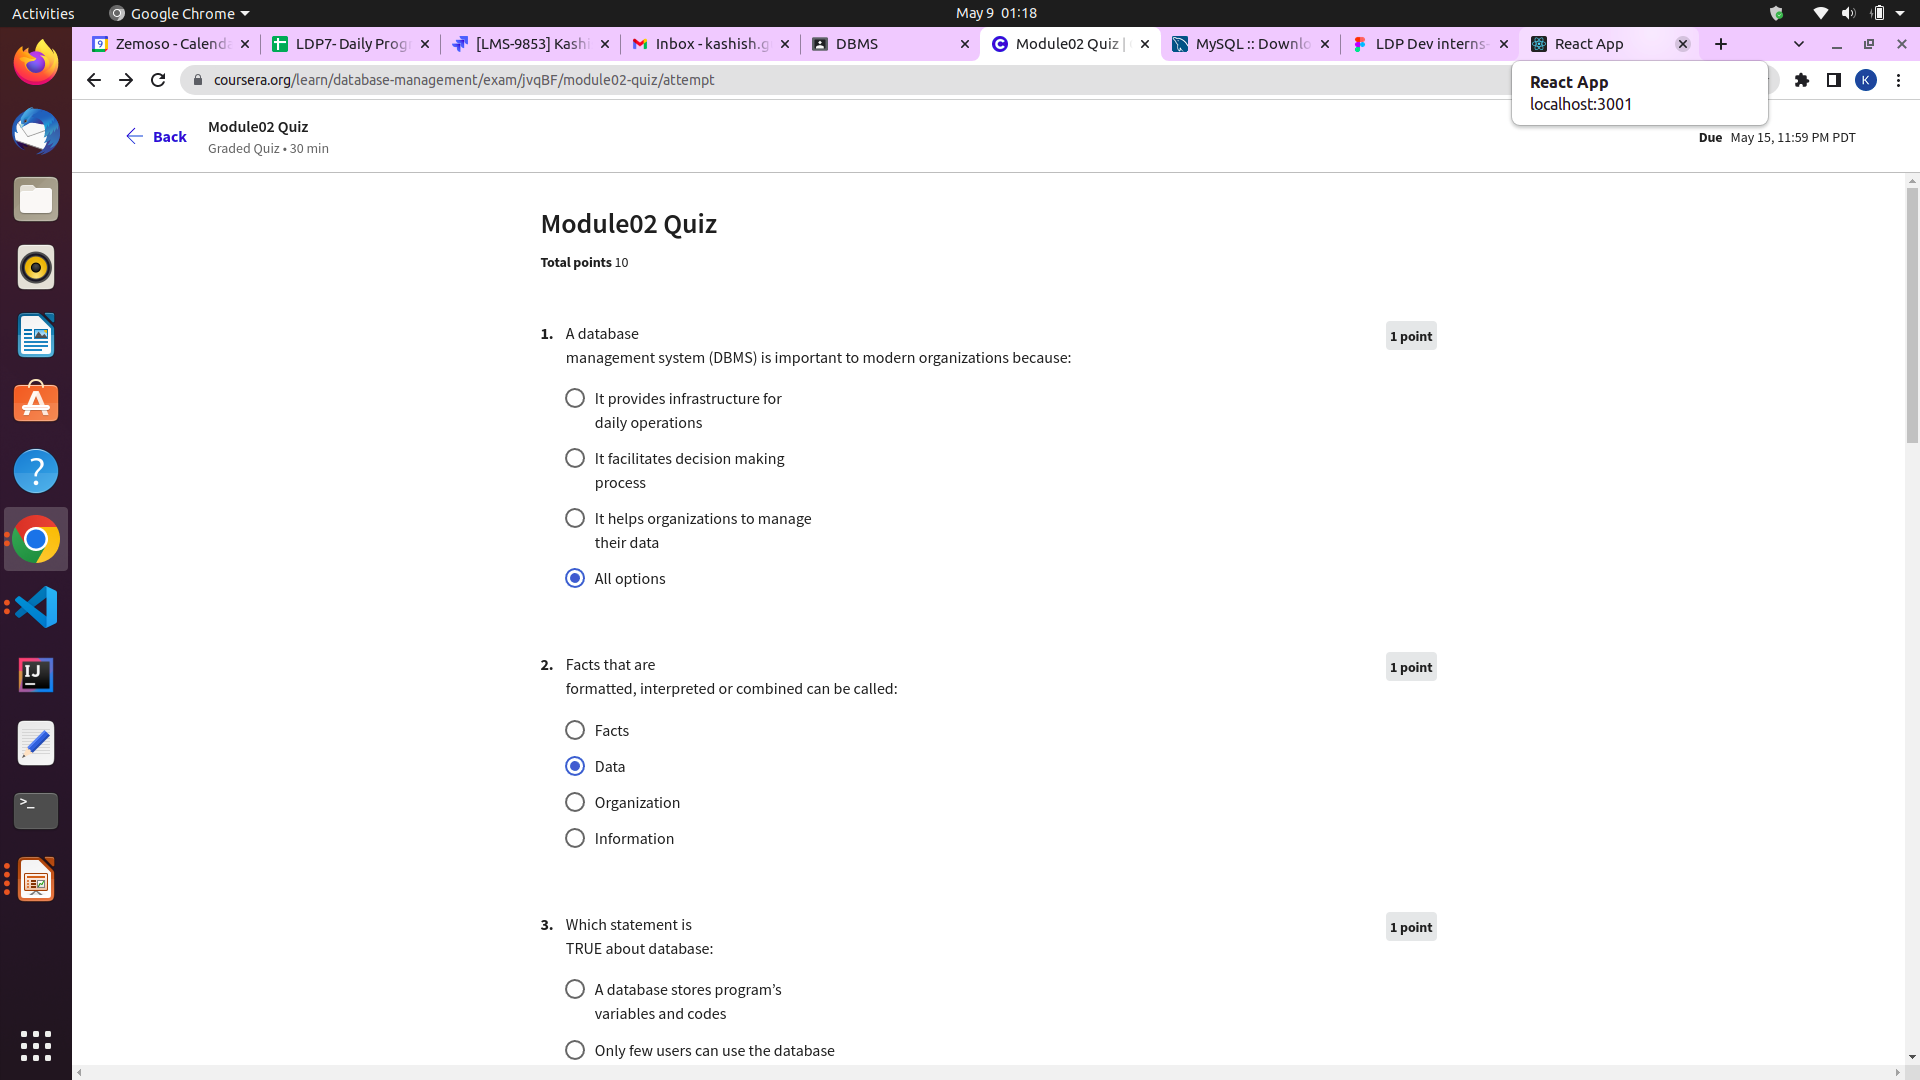 Activities
Google Chrome
May 9 01:18
Zemoso - Calenda
LDP7- Daily Progr
[LMS-9853] Kashi
Inbox - kashish.g
DBMS
Module02 Quiz |
MySQL :: Downlo
LDP Dev interns-
React App
coursera.org/learn/database-management/exam/jvqBF/module02-quiz/attempt
K
React App
localhost:3001
Back
Module02 Quiz
Graded Quiz • 30 min
Due May 15, 11:59 PM PDT
Module02 Quiz
Total points 10
1. A database
management system (DBMS) is important to modern organizations because:
1 point
It provides infrastructure for
daily operations
It facilitates decision making
process
It helps organizations to manage
their data
All options
2. Facts that are
formatted, interpreted or combined can be called:
1 point
Facts
Data
Organization
Information
3. Which statement is
TRUE about database:
1 point
A database stores program’s
variables and codes
Only few users can use the database